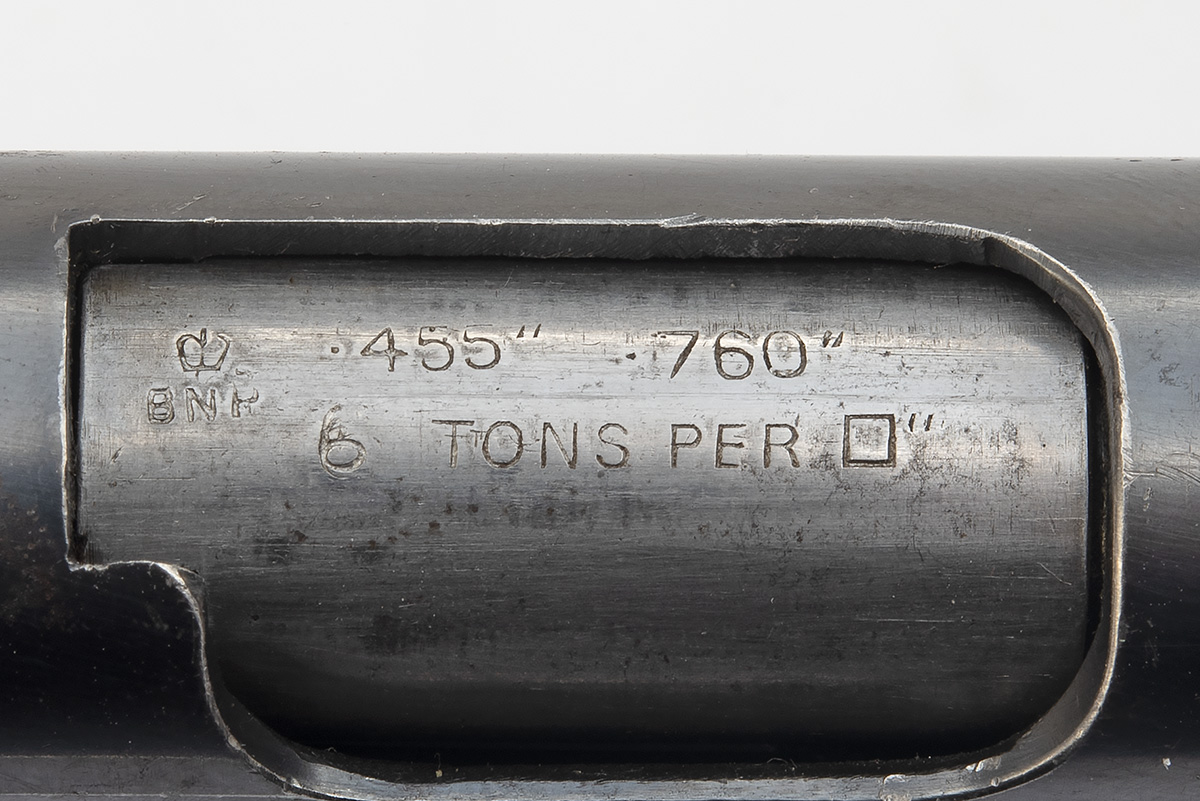 .455" .760"
BNP
6 TONS PER □"